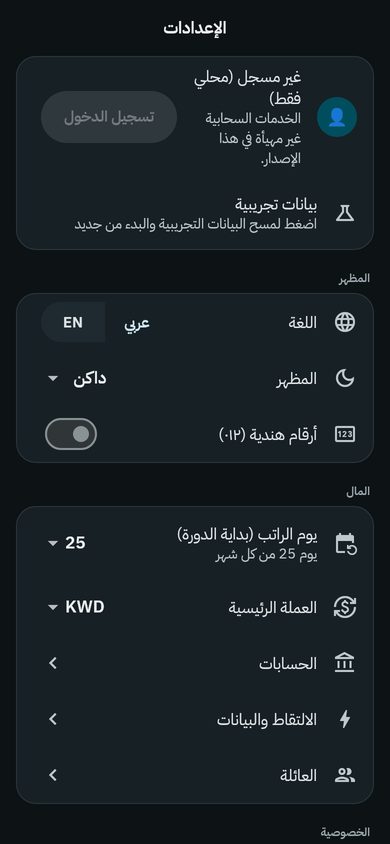 الإعدادات
غير مسجل (محلي
فقط)
الخدمات السحابية
غير مهيأة في هذا
الإصدار.
تسجيل الدخول
بيانات تجريبية
اضغط لمسح البيانات التجريبية والبدء من جديد
المظهر
اللغة
عربي
EN
المظهر
داكن
123
أرقام هندية (٠١٢)
المال
يوم الراتب (بداية الدورة)
يوم 25 من كل شهر
25
العملة الرئيسية
KWD
الحسابات
الالتقاط والبيانات
العائلة
الخصوصية